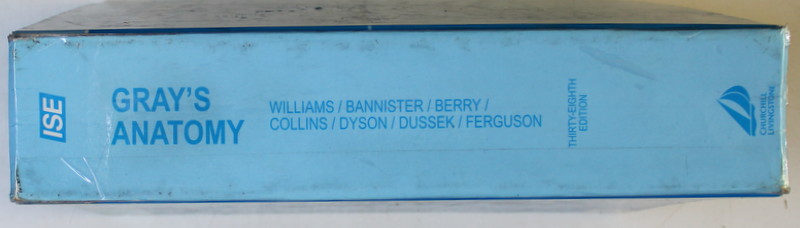 ISE
GRAY'S
ANATOMY
WILLIAMS / BANNISTER / BERRY /
COLLINS / DYSON / DUSSEK / FERGUSON
THIRTY-EIGHTH
EDITION
CHURCHILL
LIVINGSTONE